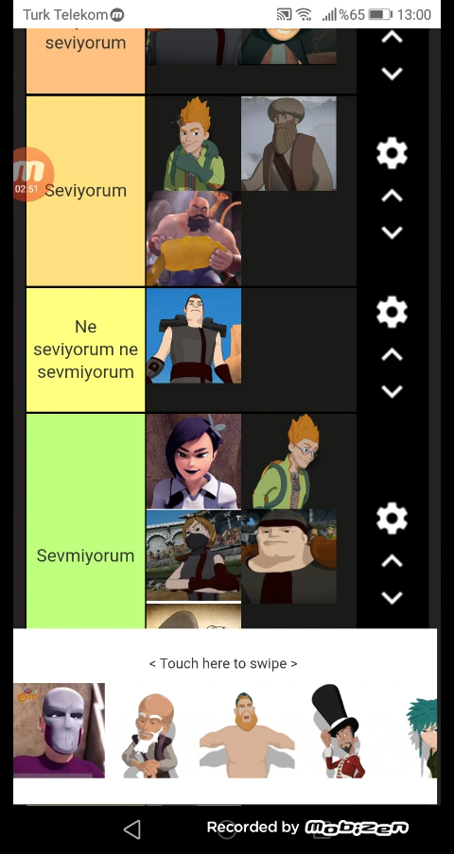 Turk Telekom %65 13:00
seviyorum
02:51
Seviyorum
Ne
seviyorum ne
sevmiyorum
Sevmiyorum
< Touch here to swipe >
Recorded by MOBIZEN